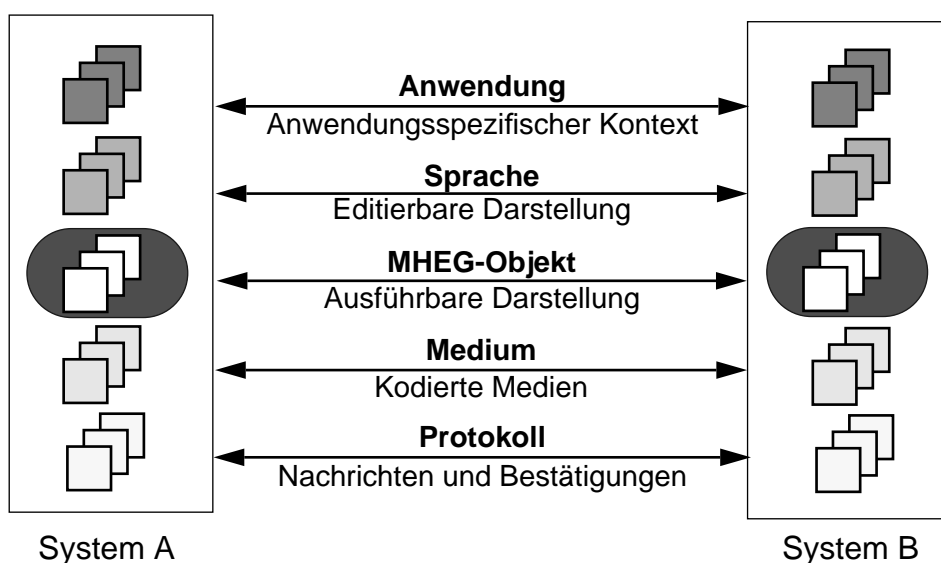 Anwendung
Anwendungsspezifischer Kontext
Sprache
Editierbare Darstellung
MHEG-Objekt
Ausführbare Darstellung
Medium
Kodierte Medien
Protokoll
Nachrichten und Bestätigungen
System A
System B